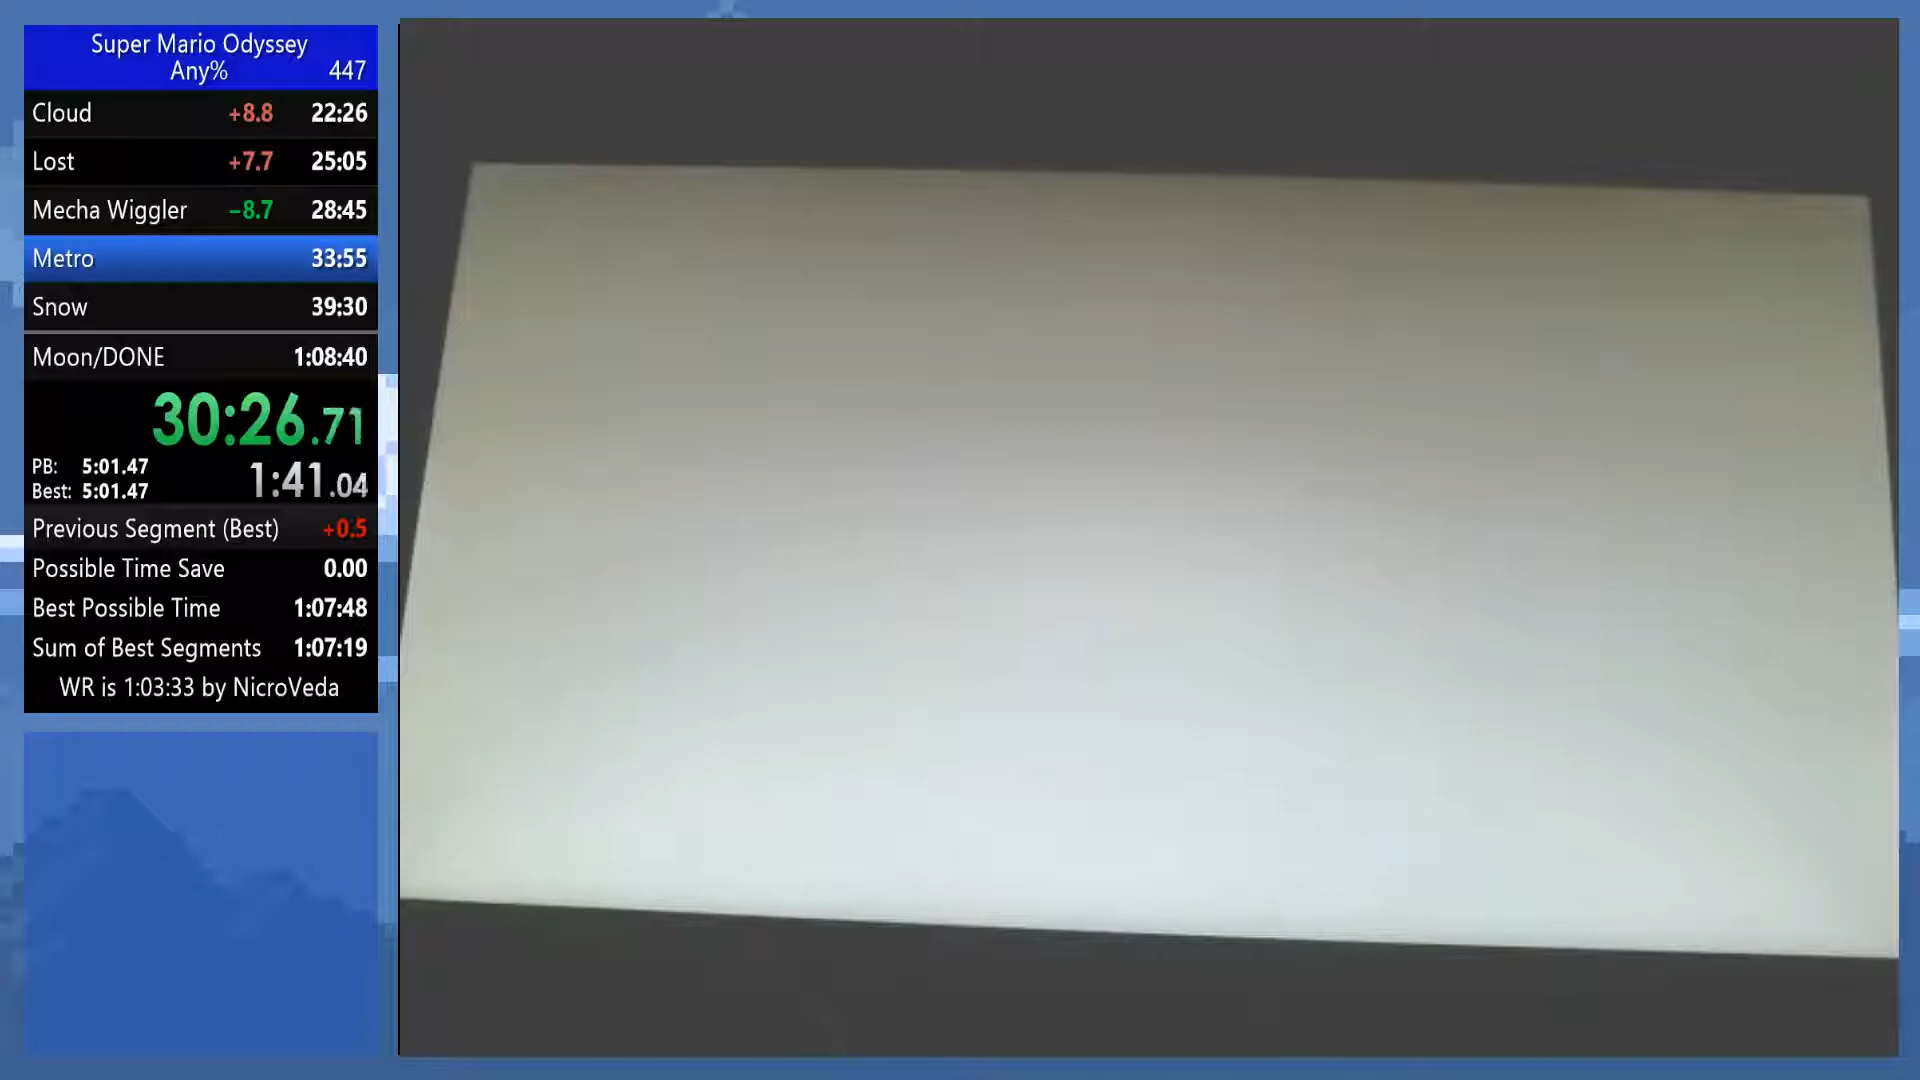 Super Mario Odyssey
Any% 447
Cloud +8.8 22:26
Lost +7.7 25:05
Mecha Wiggler -8.7 28:45
Metro 33:55
Snow 39:30
Moon/DONE 1:08:40
30:26.71
PB: 5:01.47
Best: 5:01.47 1:41.04
Previous Segment (Best) +0.5
Possible Time Save 0.00
Best Possible Time 1:07:48
Sum of Best Segments 1:07:19
WR is 1:03:33 by NicroVeda